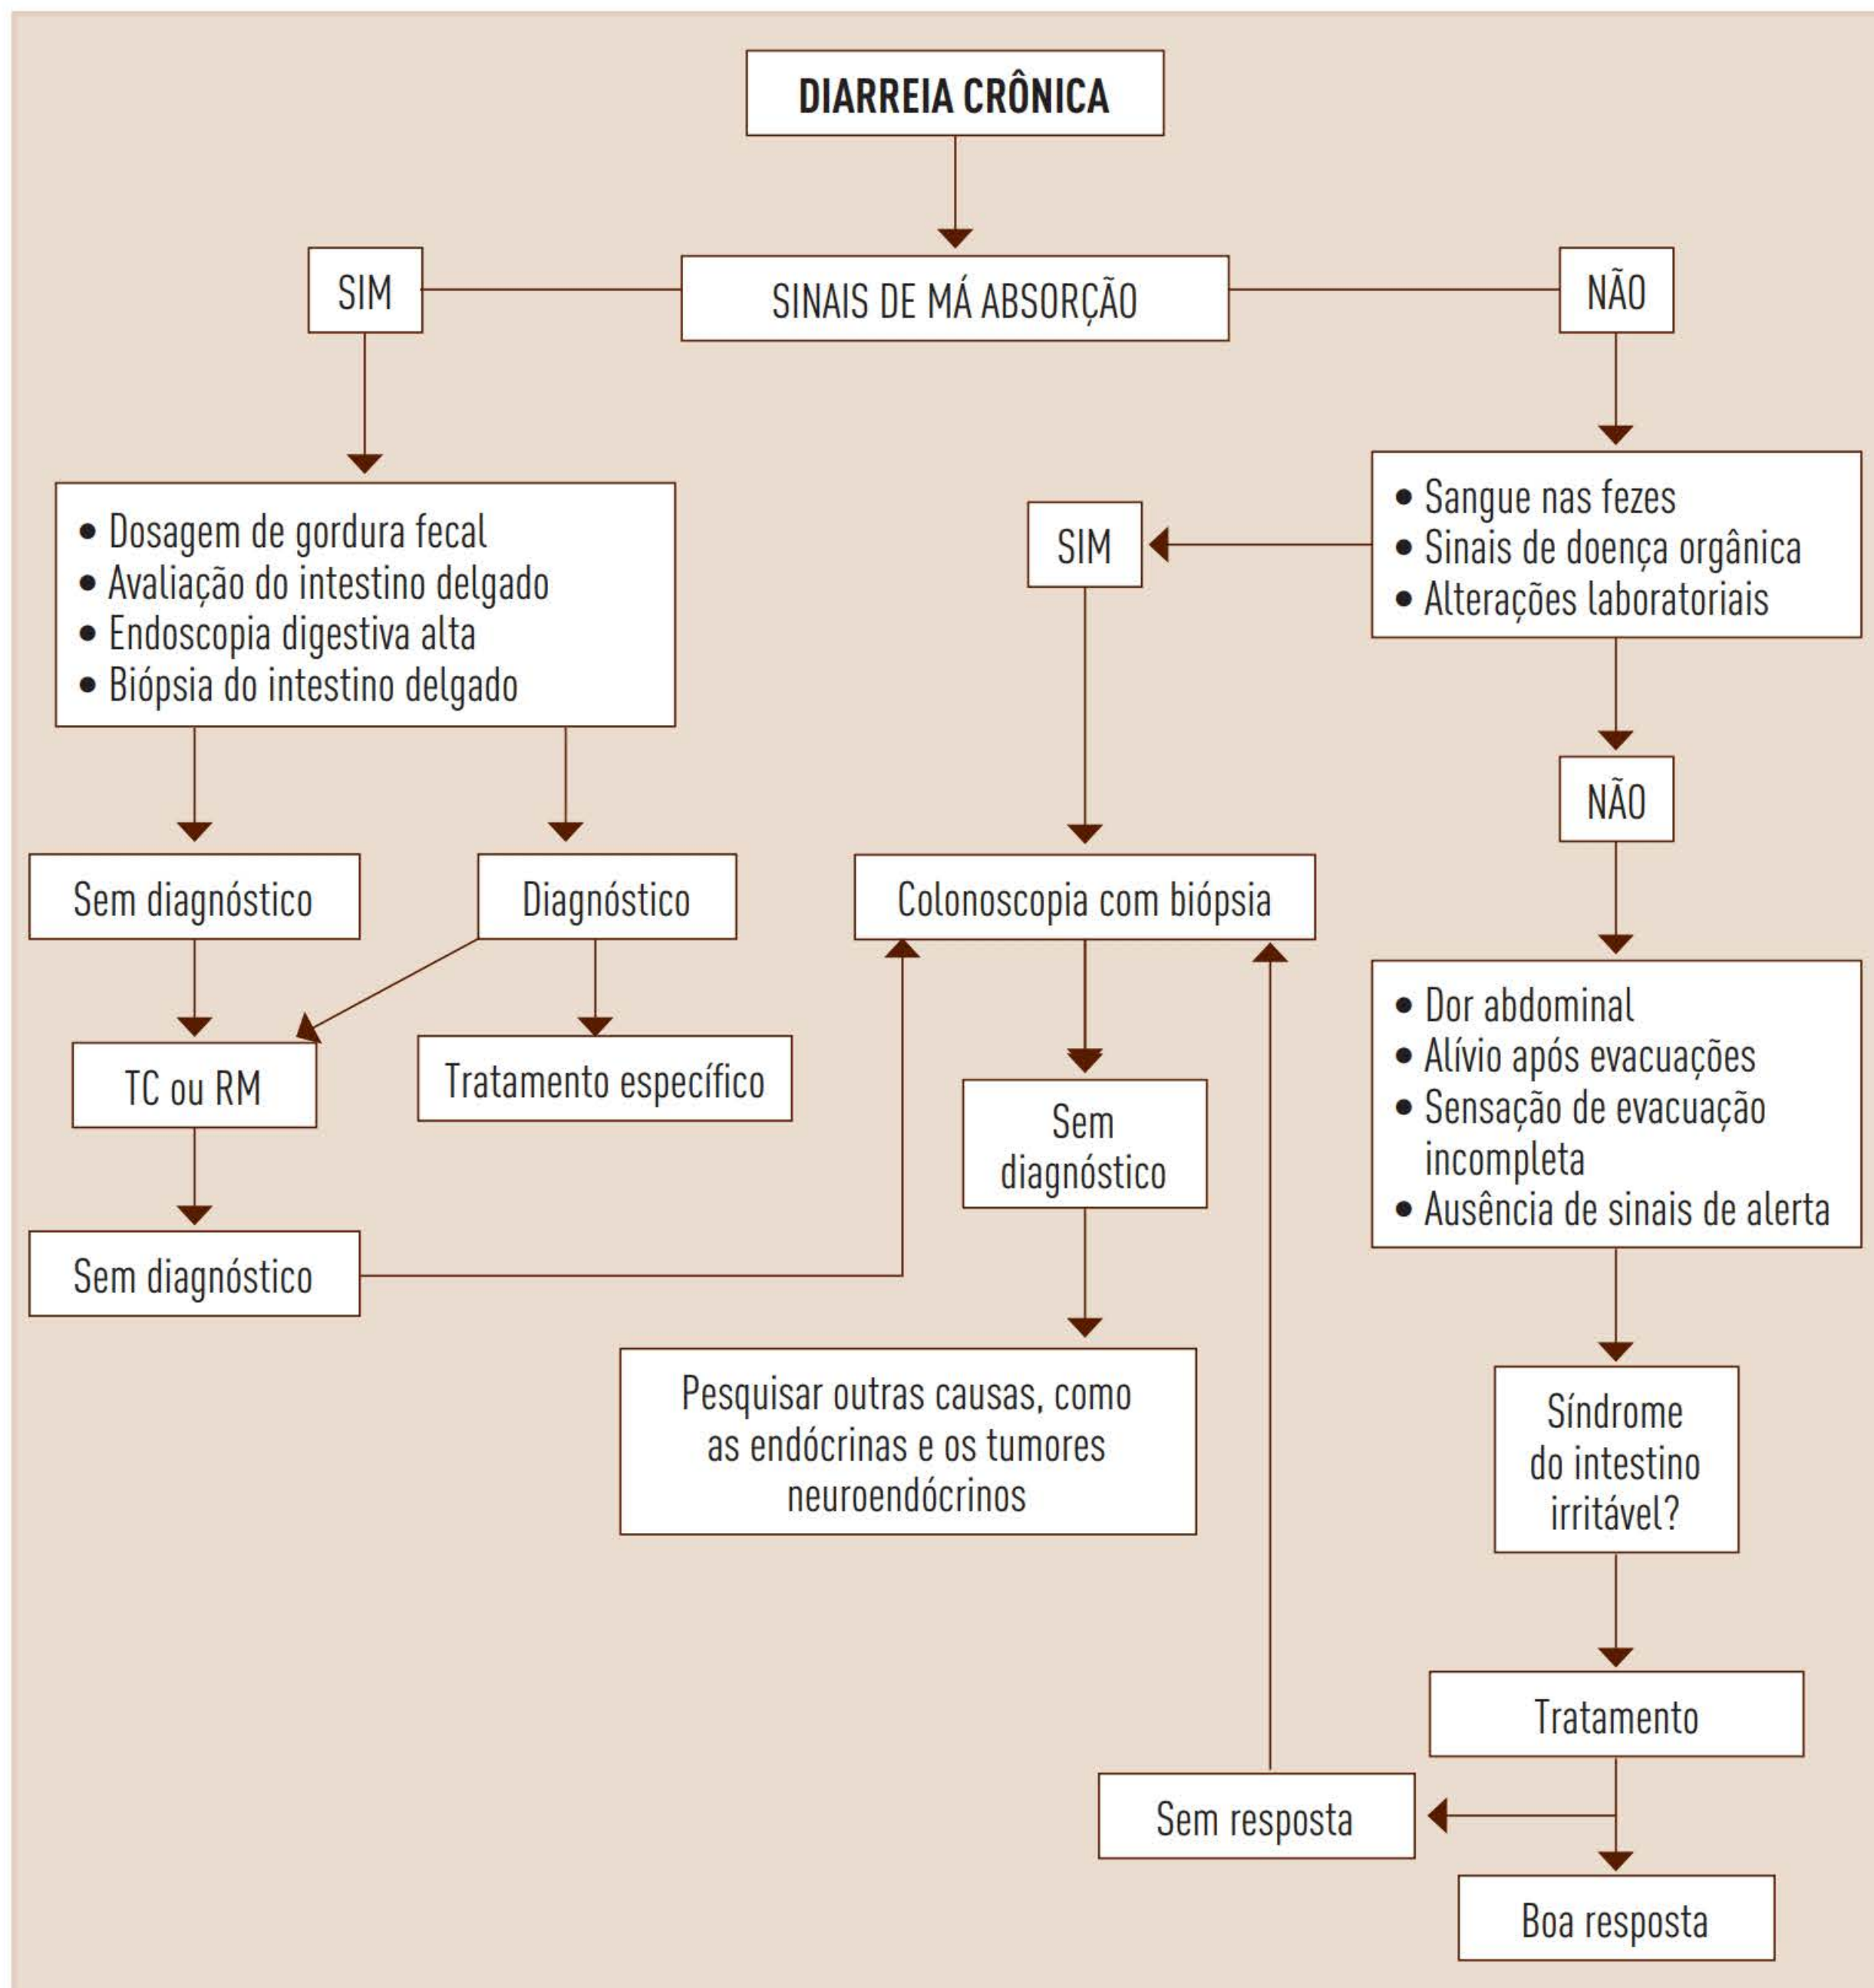 DIARREIA CRÔNICA
SIM
SINAIS DE MÁ ABSORÇÃO
NÃO
• Dosagem de gordura fecal
• Avaliação do intestino delgado
• Endoscopia digestiva alta
• Biópsia do intestino delgado
SIM
• Sangue nas fezes
• Sinais de doença orgânica
• Alterações laboratoriais
NÃO
Sem diagnóstico
Diagnóstico
Colonoscopia com biópsia
TC ou RM
Tratamento específico
Sem
diagnóstico
• Dor abdominal
• Alívio após evacuações
• Sensação de evacuação
incompleta
• Ausência de sinais de alerta
Sem diagnóstico
Pesquisar outras causas, como
as endócrinas e os tumores
neuroendócrinos
Síndrome
do intestino
irritável?
Tratamento
Sem resposta
Boa resposta